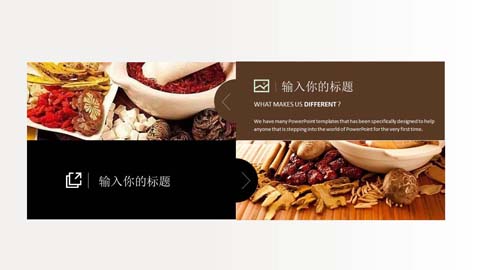 输入你的标题
WHAT MAKES US DIFFERENT ?
We have many PowerPoint templates that has been specifically designed to help
anyone that is stepping into the world of PowerPoint for the very first time.
输入你的标题